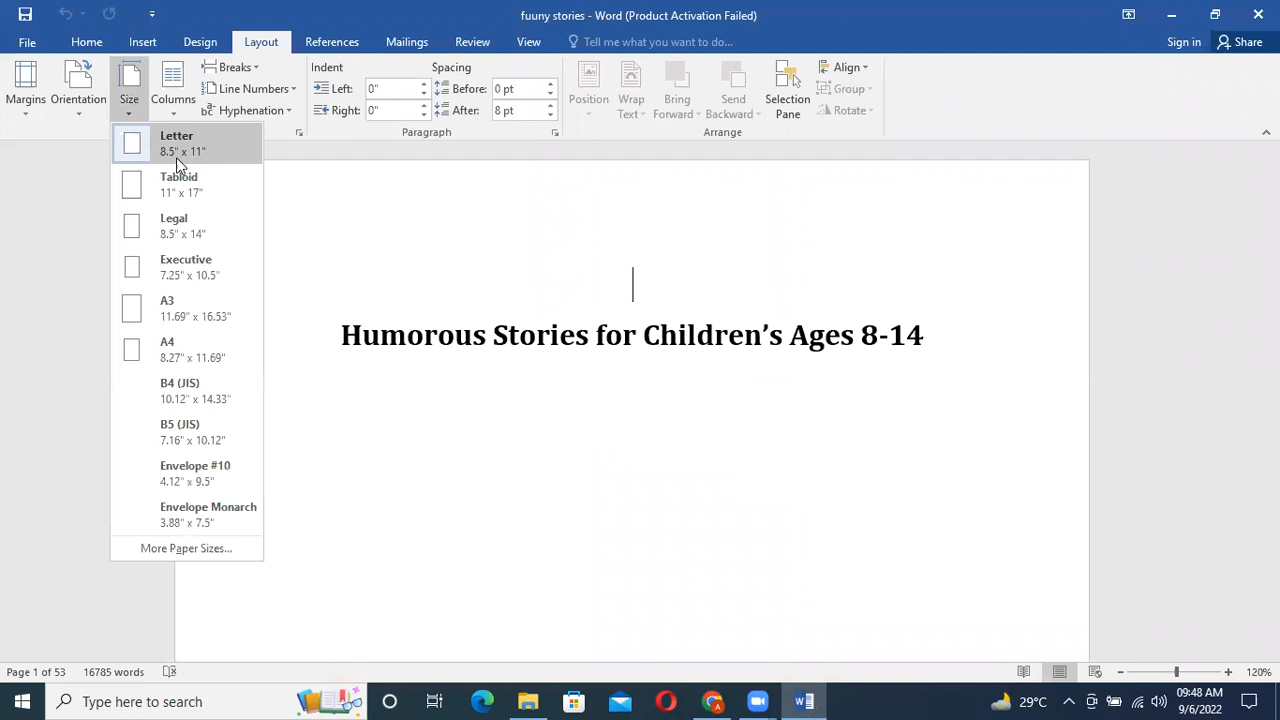 fuuny stories - Word (Product Activation Failed)
File Home Insert Design Layout References Mailings Review View Tell me what you want to do... Sign in Share
Margins Orientation Size Columns Breaks Line Numbers Hyphenation
Indent Spacing
Left: 0" Before: 0 pt
Right: 0" After: 8 pt
Paragraph
Position Wrap Text Bring Forward Send Backward Selection Pane Align Group Rotate
Arrange
Letter
8.5" x 11"
Tabloid
11" x 17"
Legal
8.5" x 14"
Executive
7.25" x 10.5"
A3
11.69" x 16.53"
A4
8.27" x 11.69"
B4 (JIS)
10.12" x 14.33"
B5 (JIS)
7.16" x 10.12"
Envelope #10
4.12" x 9.5"
Envelope Monarch
3.88" x 7.5"
More Paper Sizes...
Humorous Stories for Children’s Ages 8-14
Page 1 of 53 16785 words 120%
Type here to search 29°C 09:48 AM
9/6/2022